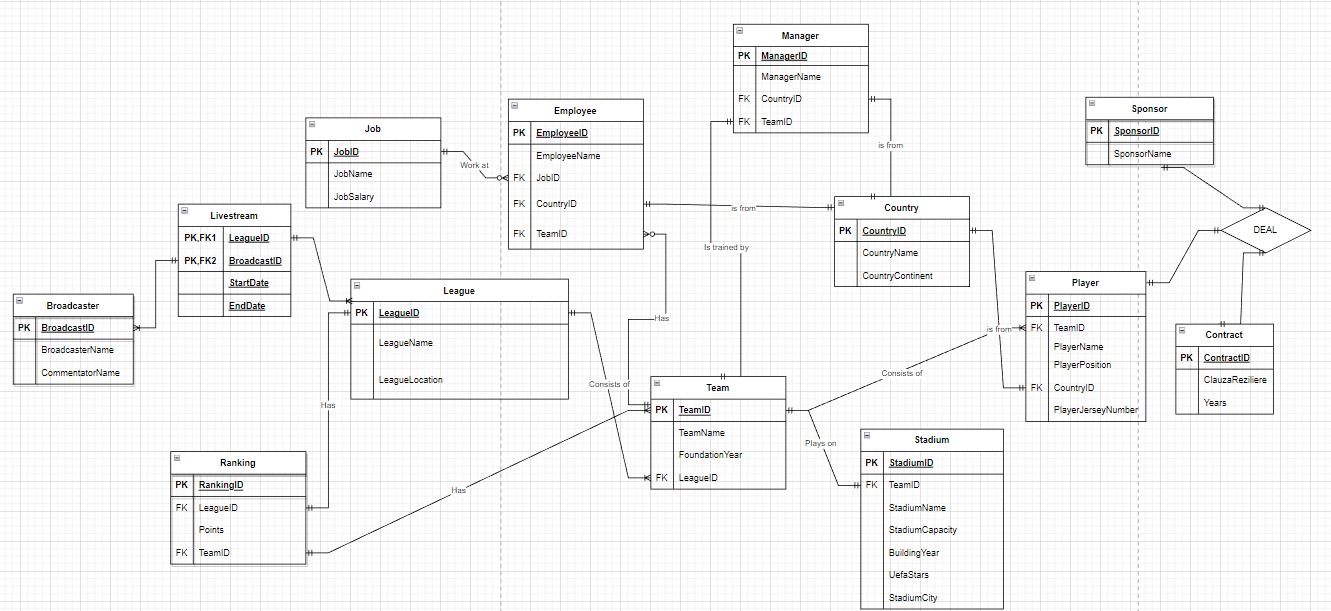 Manager
PK ManagerID
ManagerName
FK CountryID
FK TeamID
Sponsor
PK SponsorID
SponsorName
Employee
PK EmployeeID
EmployeeName
FK JobID
FK CountryID
FK TeamID
Job
PK JobID
JobName
JobSalary
Work at
is from
is from
Is trained by
Country
PK CountryID
CountryName
CountryContinent
DEAL
Livestream
PK,FK1 LeagueID
PK,FK2 BroadcastID
StartDate
EndDate
Broadcaster
PK BroadcastID
BroadcasterName
CommentatorName
League
PK LeagueID
LeagueName
LeagueLocation
Has
is from
Player
PK PlayerID
FK TeamID
PlayerName
PlayerPosition
FK CountryID
PlayerJerseyNumber
Contract
PK ContractID
ClauzaReziliere
Years
Consists of
Consists of
Has
Team
PK TeamID
TeamName
FoundationYear
FK LeagueID
Plays on
Stadium
PK StadiumID
FK TeamID
StadiumName
StadiumCapacity
BuildingYear
UefaStars
StadiumCity
Ranking
PK RankingID
FK LeagueID
Points
FK TeamID
Has